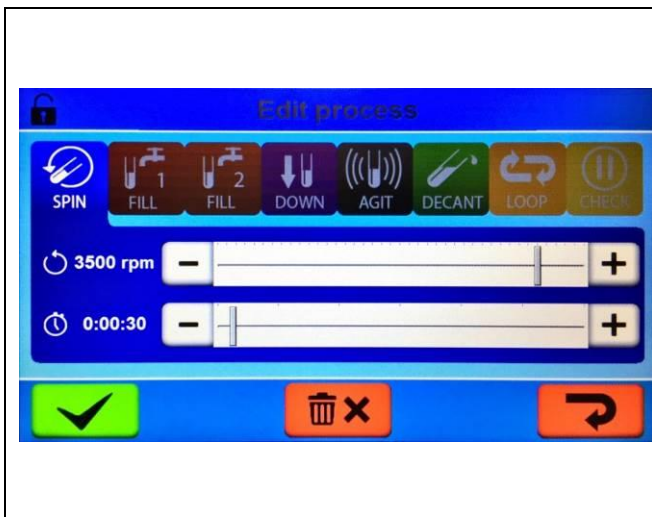 Edit process
SPIN
1
FILL
2
FILL
DOWN
AGIT
DECANT
LOOP
CHECK
3500 rpm
0:00:30